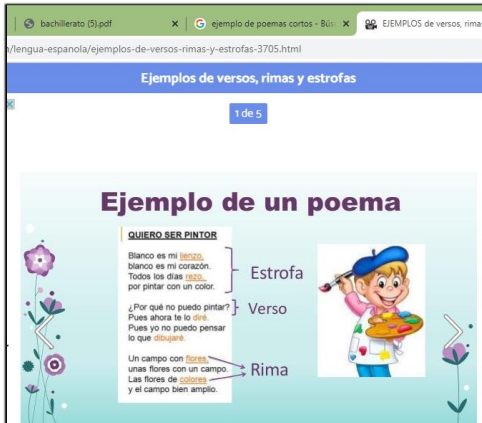 bachillerato (5).pdf
ejemplo de poemas cortos - Bús
EJEMPLOS de versos, rima
/lengua-espanola/ejemplos-de-versos-rimas-y-estrofas-3705.html
Ejemplos de versos, rimas y estrofas
1 de 5
Ejemplo de un poema
QUIERO SER PINTOR
Blanco es mi lienzo,
blanco es mi corazón.
Todos los días rezo,
por pintar con un color.
Estrofa
¿Por qué no puedo pintar?
Pues ahora te lo diré.
Pues yo no puedo pensar
lo que dibujaré.
Verso
Un campo con flores,
unas flores con un campo.
Las flores de colores
y el campo bien amplio.
Rima